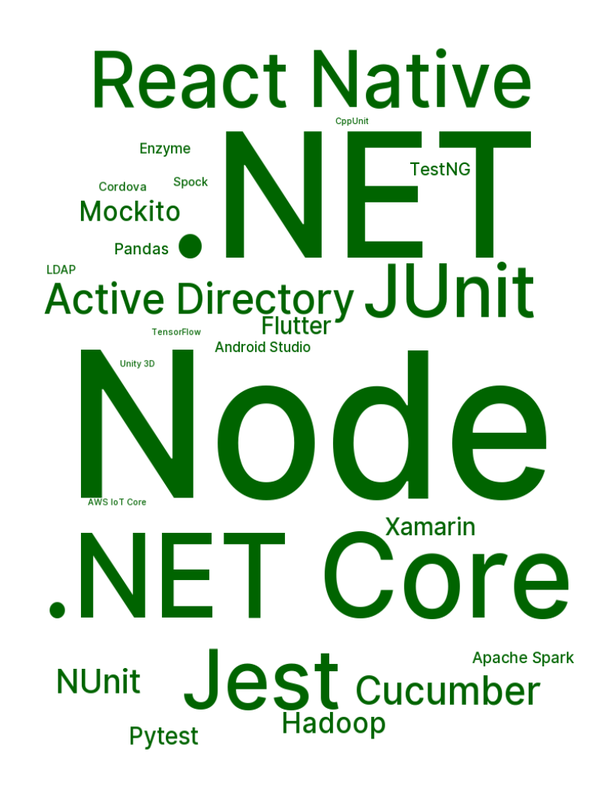 React Native
CppUnit
.NET
Enzyme
TestNG
Spock
Cordova
Mockito
Pandas
LDAP
JUnit
Active Directory
Flutter
TensorFlow
Android Studio
Unity 3D
Node
AWS IoT Core
Xamarin
.NET Core
Apache Spark
Jest
NUnit
Cucumber
Hadoop
Pytest